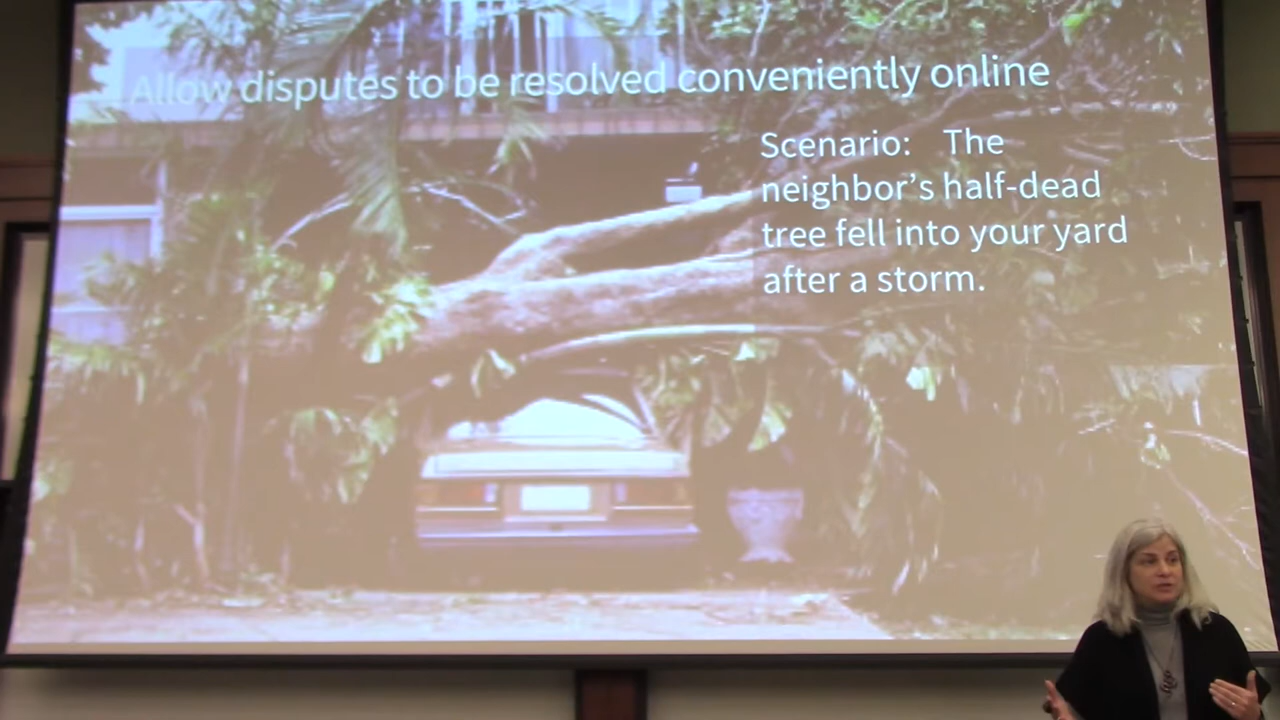 Allow disputes to be resolved conveniently online
Scenario: The
neighbor’s half-dead
tree fell into your yard
after a storm.